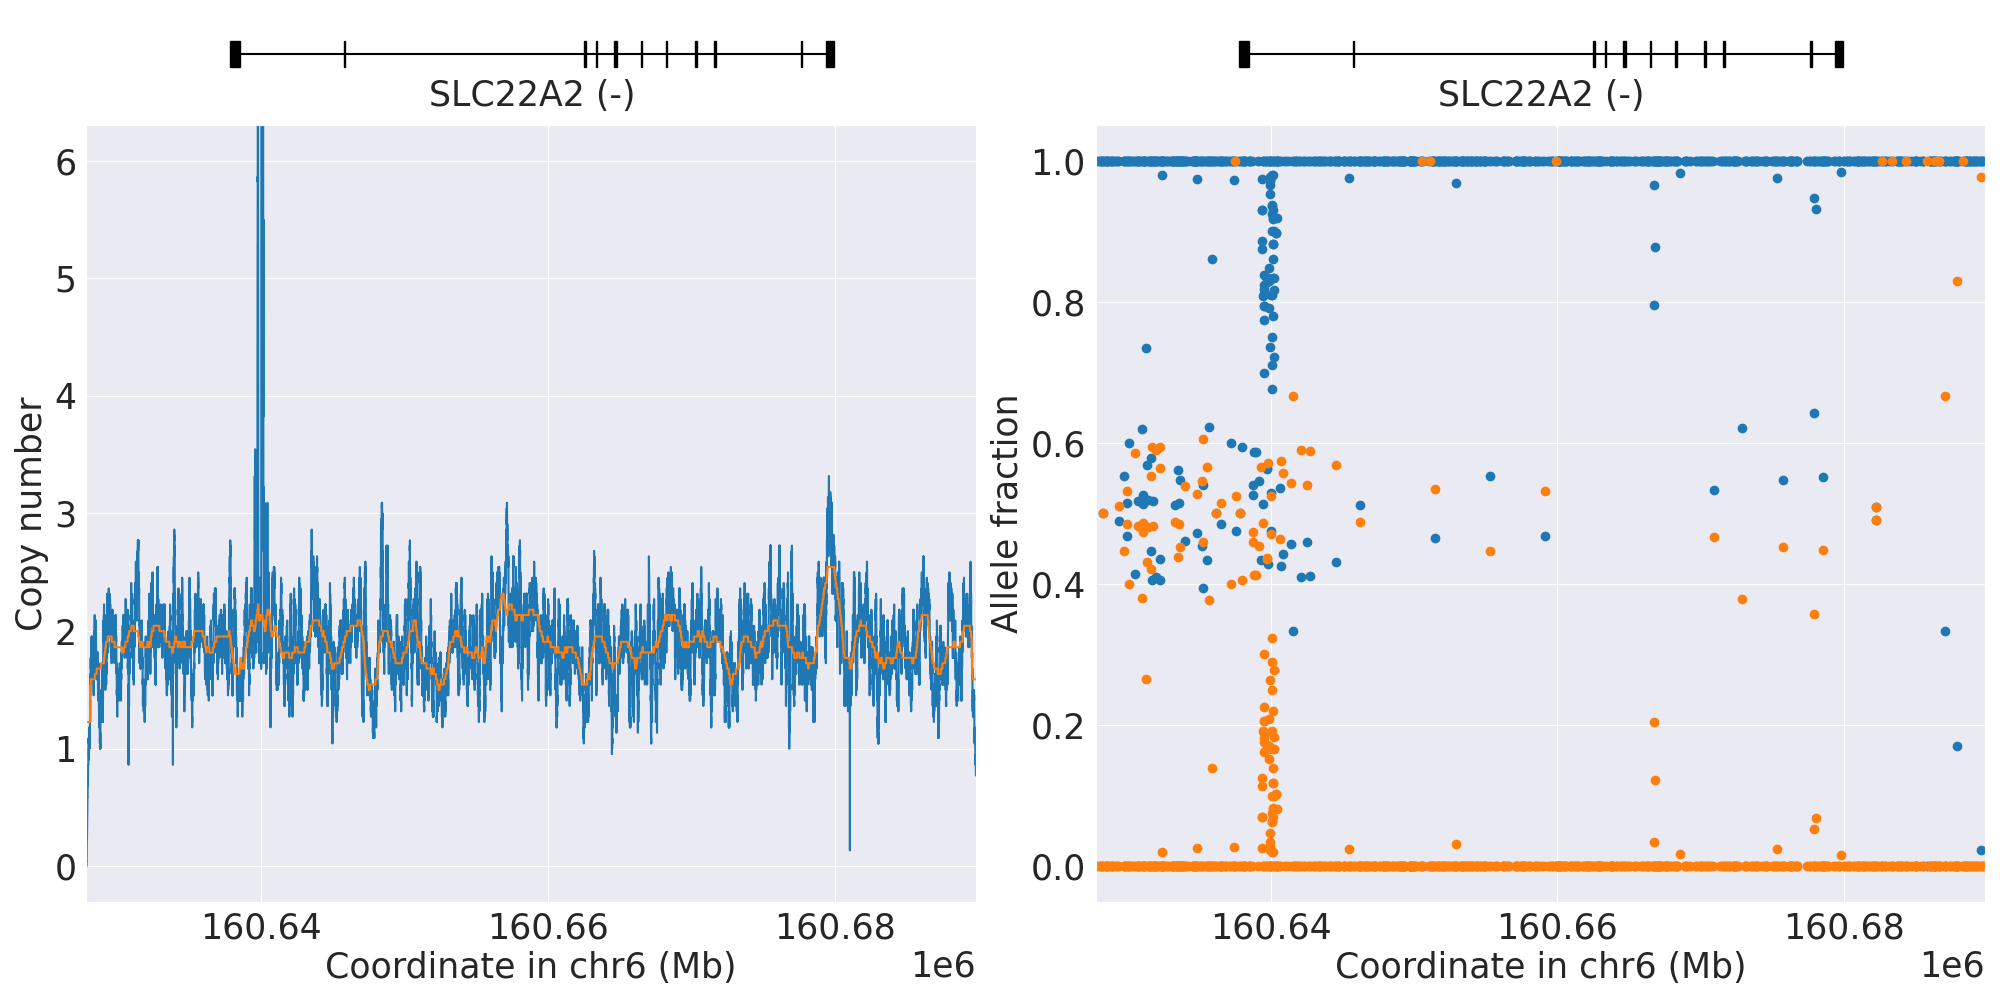 SLC22A2 (-)
6
5
4
3
2
1
0
Copy number
160.64
160.66
160.68
Coordinate in chr6 (Mb)
1e6
SLC22A2 (-)
1.0
0.8
0.6
0.4
0.2
0.0
Allele fraction
160.64
160.66
160.68
Coordinate in chr6 (Mb)
1e6